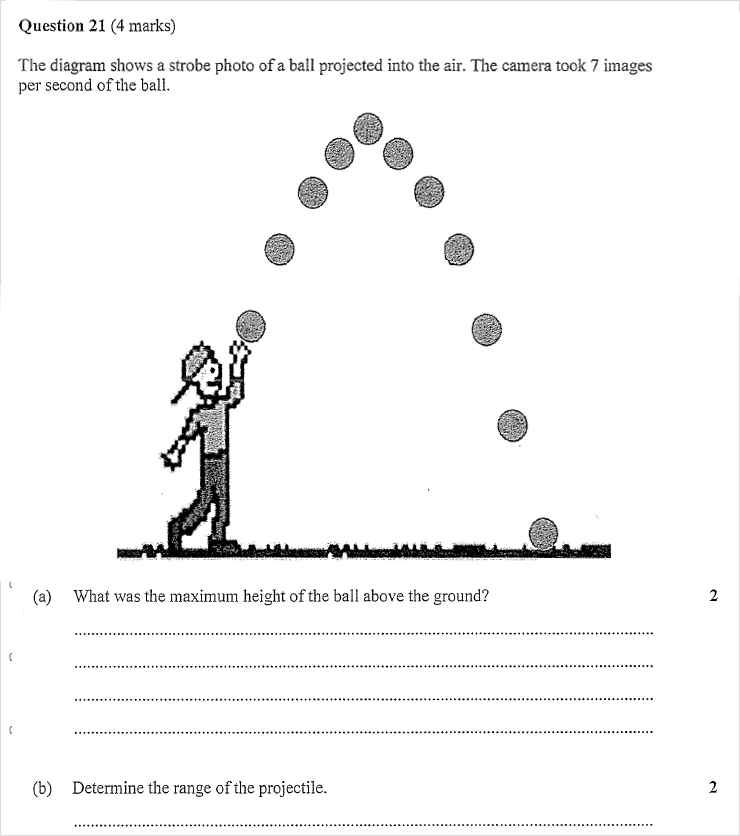 Question 21 (4 marks)
The diagram shows a strobe photo of a ball projected into the air. The camera took 7 images
per second of the ball.
(a) What was the maximum height of the ball above the ground? 2
(b) Determine the range of the projectile. 2